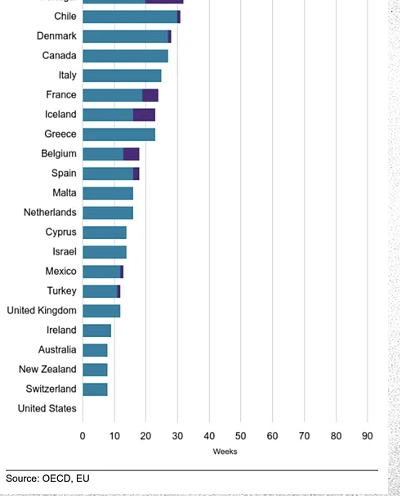 Chile
Denmark
Canada
Italy
France
Iceland
Greece
Belgium
Spain
Malta
Netherlands
Cyprus
Israel
Mexico
Turkey
United Kingdom
Ireland
Australia
New Zealand
Switzerland
United States
0 10 20 30 40 50 60 70 80 90
Weeks
Source: OECD, EU